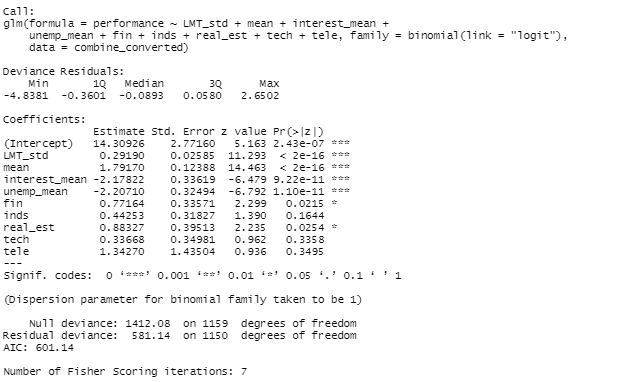 Call:
glm(formula = performance ~ LMT_std + mean + interest_mean +
    unemp_mean + fin + inds + real_est + tech + tele, family = binomial(link = "logit"),
    data = combine_converted)

Deviance Residuals:
    Min       1Q   Median       3Q      Max
-4.8381  -0.3601  -0.0893   0.0580   2.6502

Coefficients:
              Estimate Std. Error z value Pr(>|z|)
(Intercept)   14.30926    2.77160   5.163 2.43e-07 ***
LMT_std        0.29190    0.02585  11.293  < 2e-16 ***
mean           1.79170    0.12388  14.463  < 2e-16 ***
interest_mean -2.17822    0.33619  -6.479 9.22e-11 ***
unemp_mean    -2.20710    0.32494  -6.792 1.10e-11 ***
fin            0.77164    0.33571   2.299   0.0215 *
inds           0.44253    0.31827   1.390   0.1644
real_est       0.88327    0.39513   2.235   0.0254 *
tech           0.33668    0.34981   0.962   0.3358
tele           1.34270    1.43504   0.936   0.3495
---
Signif. codes:  0 ‘***’ 0.001 ‘**’ 0.01 ‘*’ 0.05 ‘.’ 0.1 ‘ ’ 1

(Dispersion parameter for binomial family taken to be 1)

    Null deviance: 1412.08  on 1159  degrees of freedom
Residual deviance:  581.14  on 1150  degrees of freedom
AIC: 601.14

Number of Fisher Scoring iterations: 7